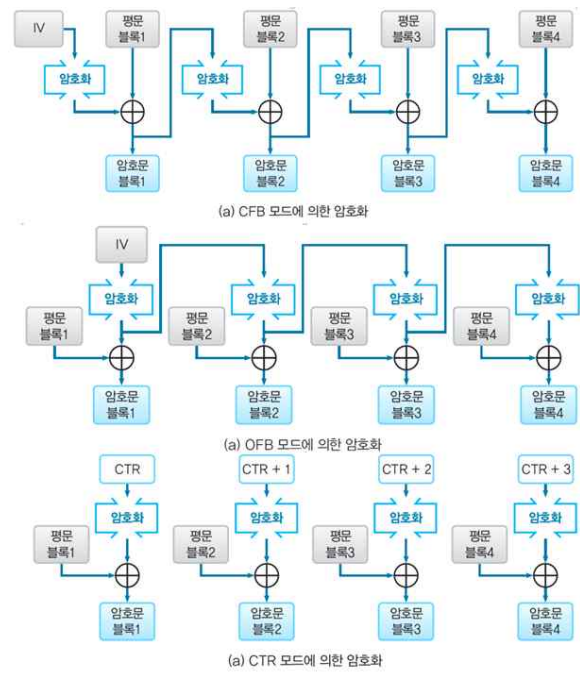 IV
평문
블록1
평문
블록2
평문
블록3
평문
블록4
암호화
암호화
암호화
암호화
암호문
블록1
암호문
블록2
암호문
블록3
암호문
블록4
(a) CFB 모드에 의한 암호화
IV
암호화
암호화
암호화
암호화
평문
블록1
평문
블록2
평문
블록3
평문
블록4
암호문
블록1
암호문
블록2
암호문
블록3
암호문
블록4
(a) OFB 모드에 의한 암호화
CTR
CTR + 1
CTR + 2
CTR + 3
암호화
암호화
암호화
암호화
평문
블록1
평문
블록2
평문
블록3
평문
블록4
암호문
블록1
암호문
블록2
암호문
블록3
암호문
블록4
(a) CTR 모드에 의한 암호화